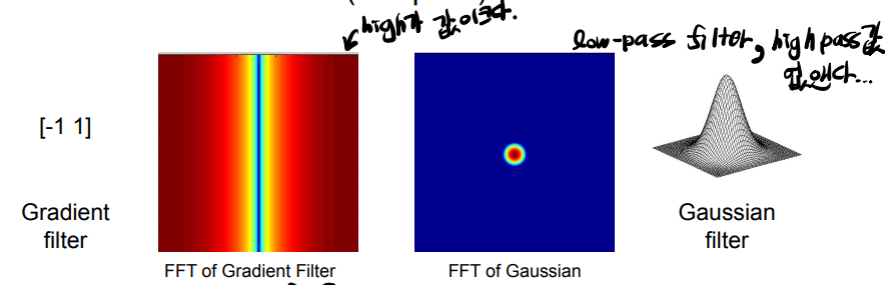 high가 값이크다.
low-pass filter, high pass값
없앤다...
[-1 1]
Gradient
filter
Gaussian
filter
FFT of Gradient Filter
FFT of Gaussian